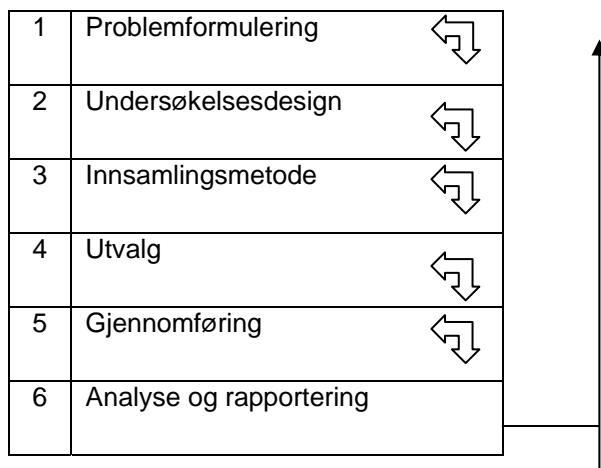 1 Problemformulering
2 Undersøkelsesdesign
3 Innsamlingsmetode
4 Utvalg
5 Gjennomføring
6 Analyse og rapportering